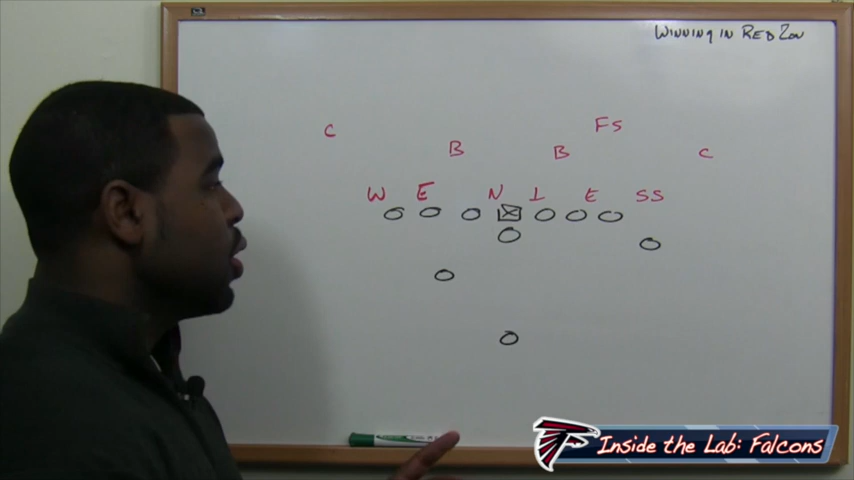 WINNING IN RED ZON
FS
C
B
B
C
W E N T E SS
Inside the Lab: Falcons